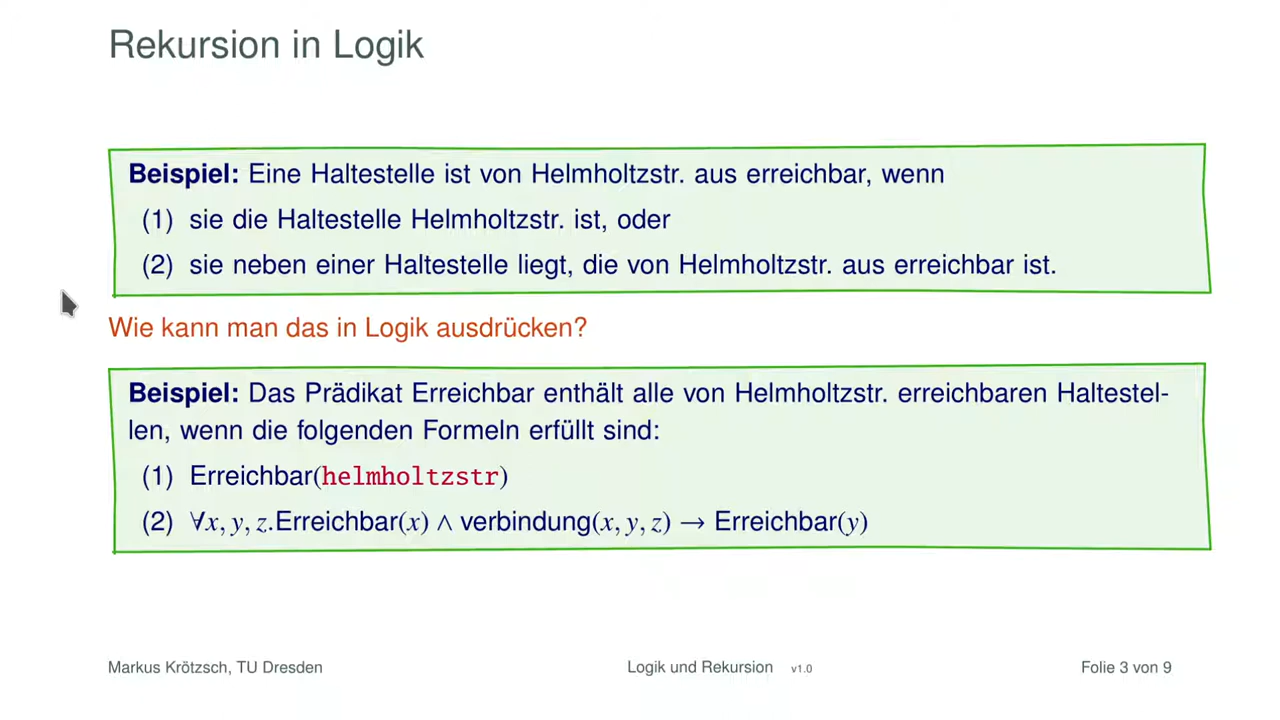 Rekursion in Logik
Beispiel: Eine Haltestelle ist von Helmholtzstr. aus erreichbar, wenn
(1) sie die Haltestelle Helmholtzstr. ist, oder
(2) sie neben einer Haltestelle liegt, die von Helmholtzstr. aus erreichbar ist.
Wie kann man das in Logik ausdrücken?
Beispiel: Das Prädikat Erreichbar enthält alle von Helmholtzstr. erreichbaren Haltestel-
len, wenn die folgenden Formeln erfüllt sind:
(1) Erreichbar(helmholtzstr)
(2) ∀x, y, z.Erreichbar(x) ∧ verbindung(x, y, z) → Erreichbar(y)
Markus Krötzsch, TU Dresden Logik und Rekursion v1.0 Folie 3 von 9